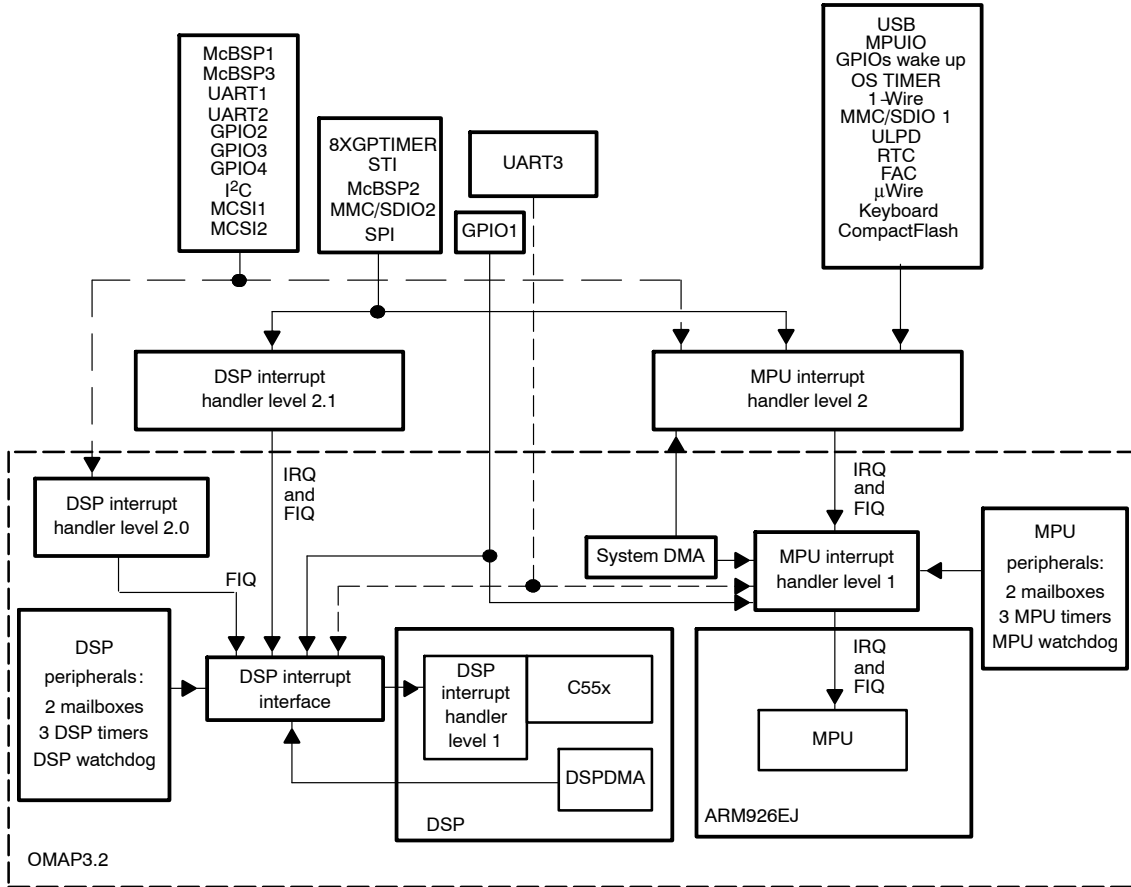 McBSP1
McBSP3
UART1
UART2
GPIO2
GPIO3
GPIO4
I²C
MCSI1
MCSI2
8XGPTIMER
STI
McBSP2
MMC/SDIO2
SPI
UART3
GPIO1
USB
MPUIO
GPIOs wake up
OS TIMER
1-Wire
MMC/SDIO 1
ULPD
RTC
FAC
µWire
Keyboard
CompactFlash
DSP interrupt
handler level 2.1
MPU interrupt
handler level 2
DSP interrupt
handler level 2.0
IRQ
and
FIQ
IRQ
and
FIQ
FIQ
System DMA
MPU interrupt
handler level 1
MPU
peripherals:
2 mailboxes
3 MPU timers
MPU watchdog
DSP
peripherals:
2 mailboxes
3 DSP timers
DSP watchdog
DSP interrupt
interface
DSP
interrupt
handler
level 1
C55x
DSPDMA
DSP
IRQ
and
FIQ
MPU
ARM926EJ
OMAP3.2